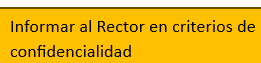 Informar al Rector en criterios de
confidencialidad